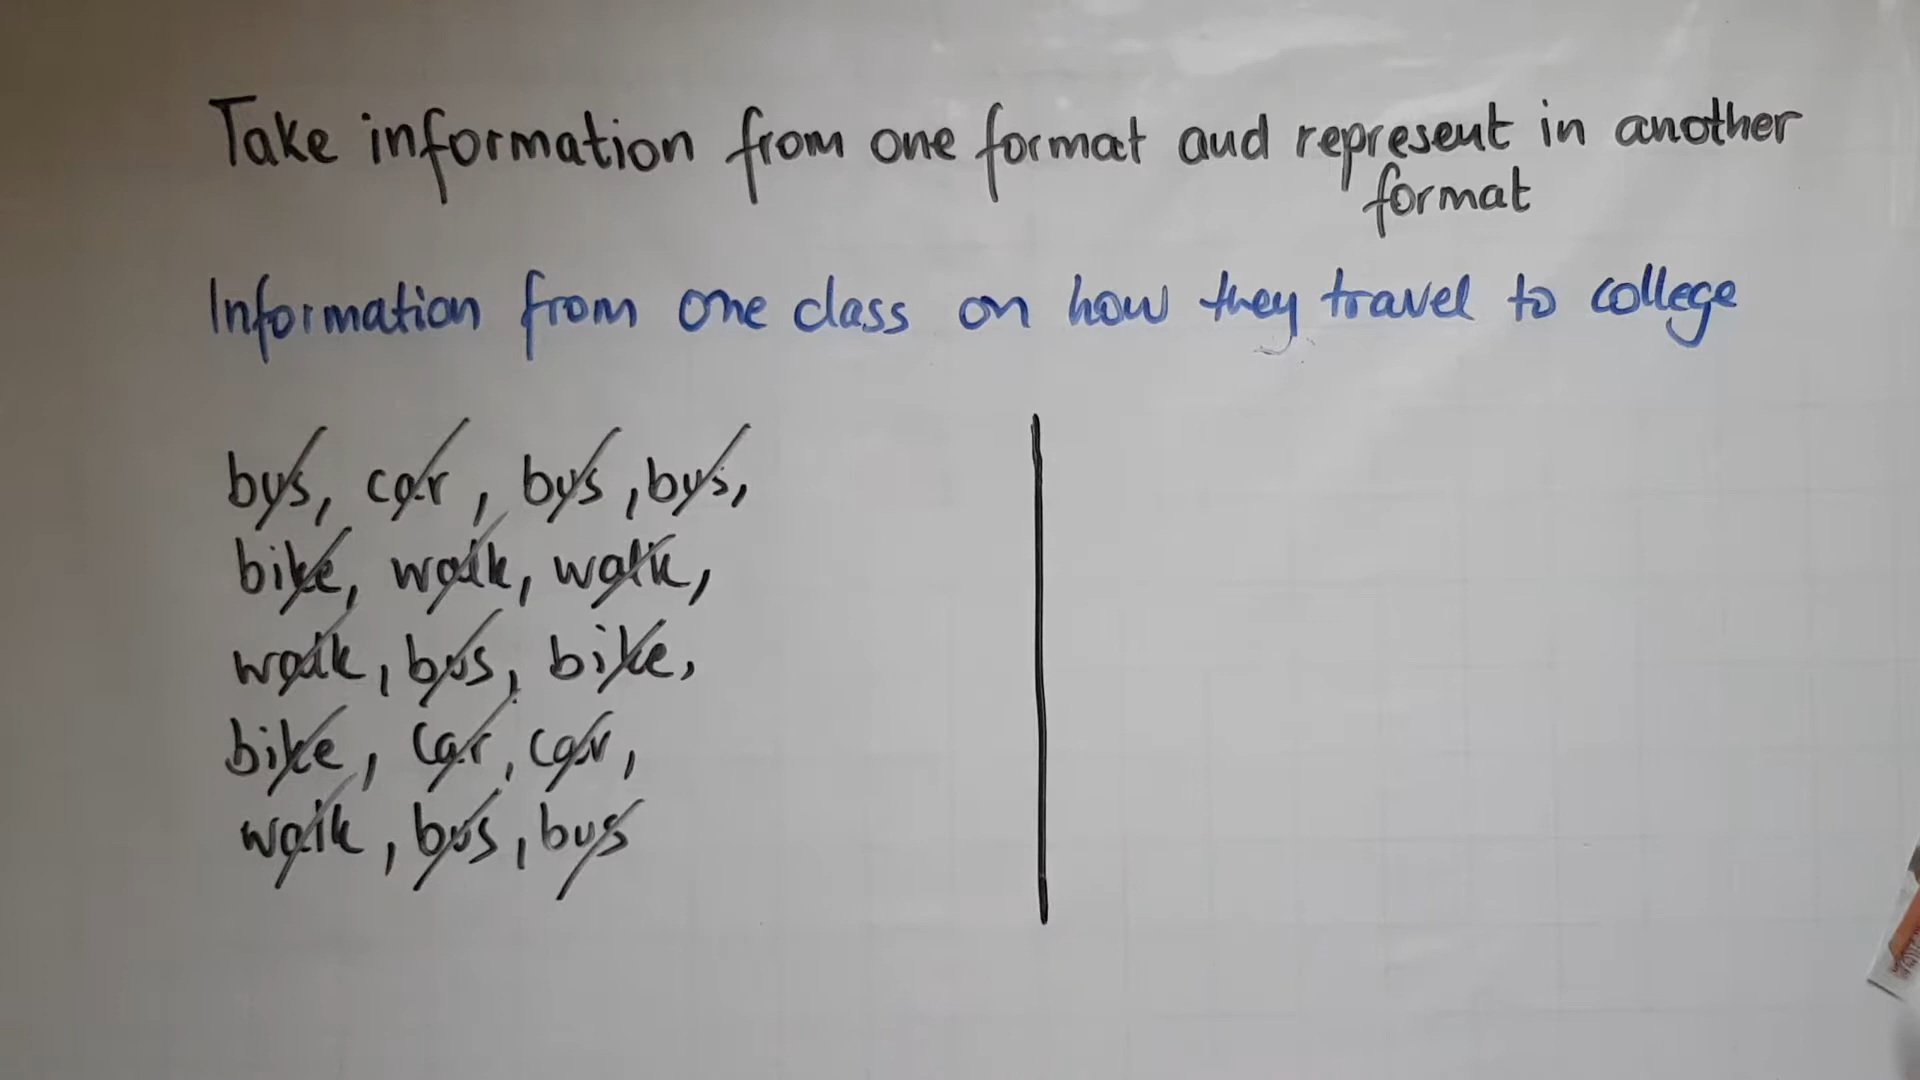 Take information from one format and represent in another
format
Information from one class on how they travel to college
bus, car, bus, bus,
bike, walk, walk,
walk, bus, bike,
bike, car, car,
walk, bus, bus